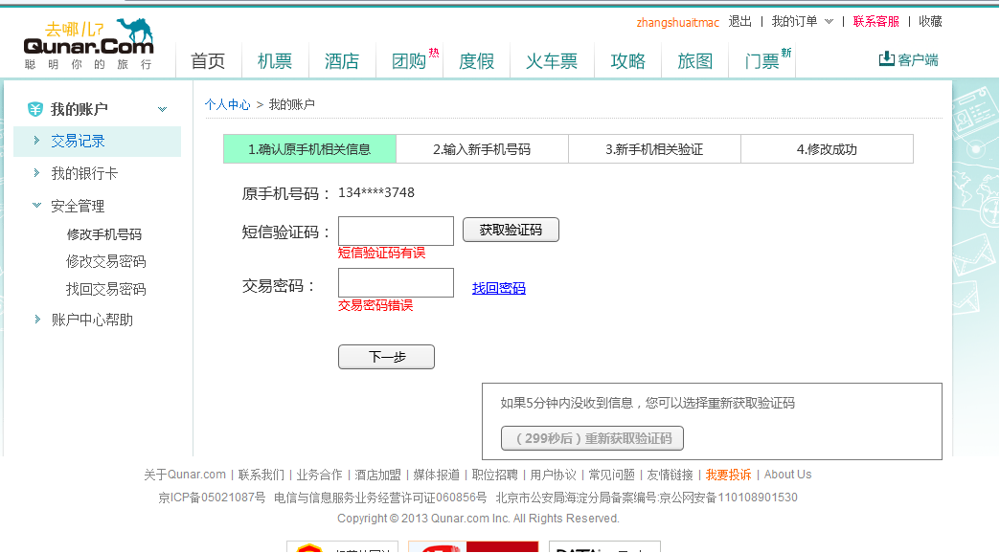 zhangshuaitmac 退出 | 我的订单 | 联系客服 | 收藏
去哪儿?
Qunar.Com
聪明你的旅行
首页 机票 酒店 团购 热 度假 火车票 攻略 旅图 门票 新 客户端
我的账户
交易记录
我的银行卡
安全管理
修改手机号码
修改交易密码
找回交易密码
账户中心帮助
个人中心 > 我的账户
1.确认原手机相关信息 2.输入新手机号码 3.新手机相关验证 4.修改成功
原手机号码： 134****3748
短信验证码： 获取验证码
短信验证码有误
交易密码： 找回密码
交易密码错误
下一步
如果5分钟内没收到信息，您可以选择重新获取验证码
（299秒后）重新获取验证码
关于Qunar.com | 联系我们 | 业务合作 | 酒店加盟 | 媒体报道 | 职位招聘 | 用户协议 | 常见问题 | 友情链接 | 我要投诉 | About Us
京ICP备05021087号 电信与信息服务业务经营许可证060856号 北京市公安局海淀分局备案编号:京公网安备110108901530
Copyright © 2013 Qunar.com Inc. All Rights Reserved.